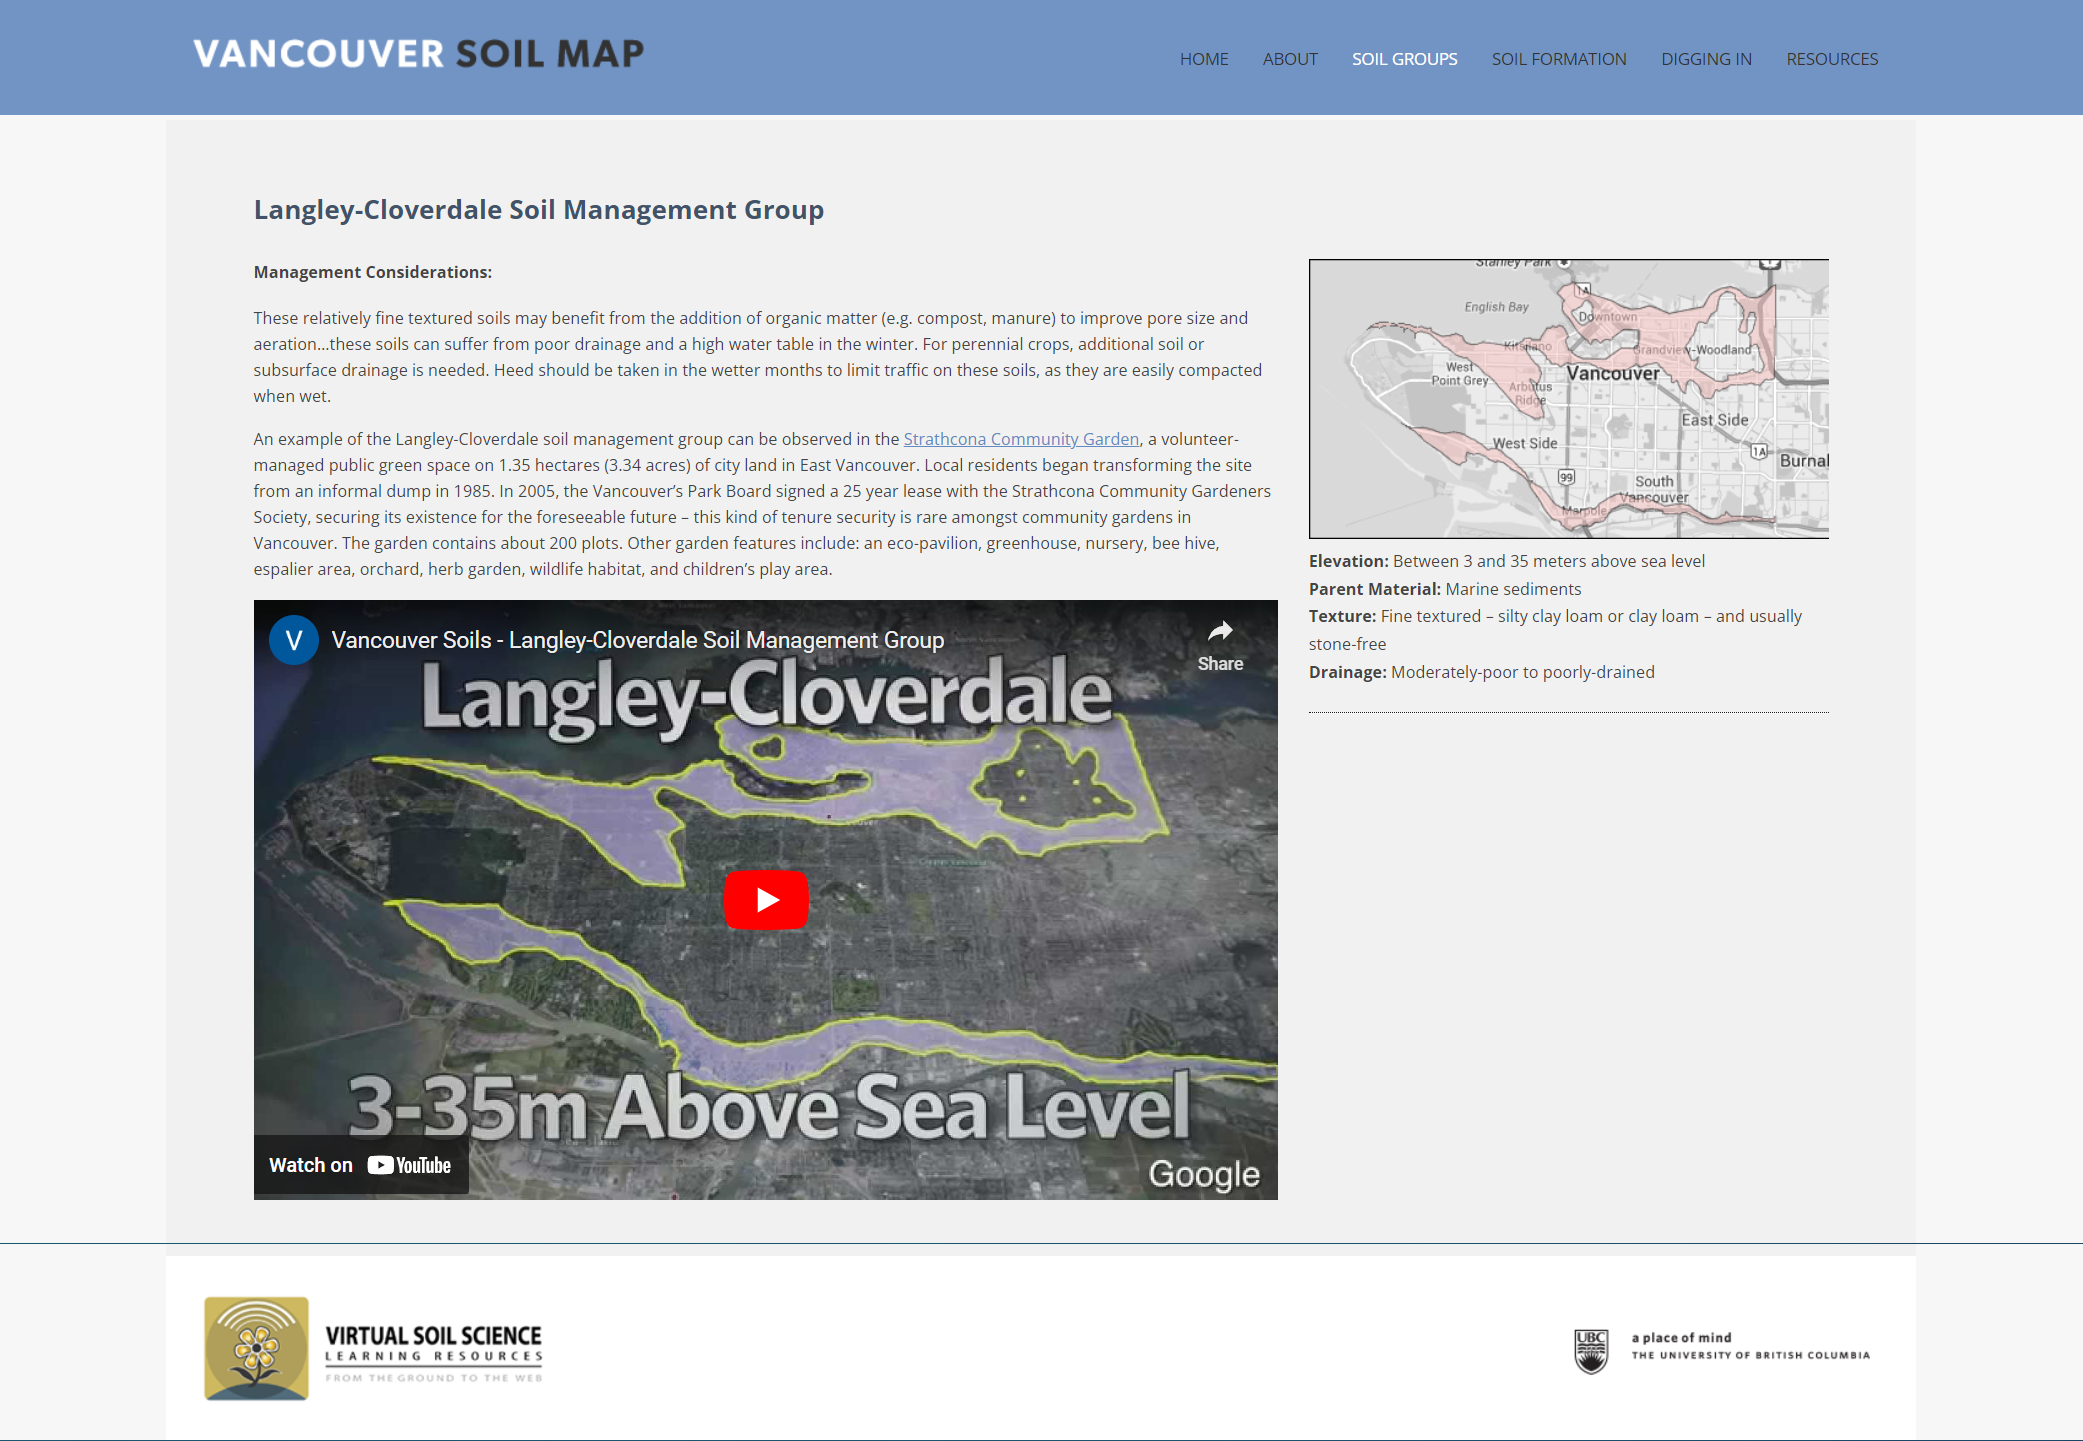 VANCOUVER SOIL MAP
HOME ABOUT SOIL GROUPS SOIL FORMATION DIGGING IN RESOURCES
Langley-Cloverdale Soil Management Group
Management Considerations:
These relatively fine textured soils may benefit from the addition of organic matter (e.g. compost, manure) to improve pore size and
aeration…these soils can suffer from poor drainage and a high water table in the winter. For perennial crops, additional soil or
subsurface drainage is needed. Heed should be taken in the wetter months to limit traffic on these soils, as they are easily compacted
when wet.
An example of the Langley-Cloverdale soil management group can be observed in the Strathcona Community Garden, a volunteer-
managed public green space on 1.35 hectares (3.34 acres) of city land in East Vancouver. Local residents began transforming the site
from an informal dump in 1985. In 2005, the Vancouver’s Park Board signed a 25 year lease with the Strathcona Community Gardeners
Society, securing its existence for the foreseeable future – this kind of tenure security is rare amongst community gardens in
Vancouver. The garden contains about 200 plots. Other garden features include: an eco-pavilion, greenhouse, nursery, bee hive,
espalier area, orchard, herb garden, wildlife habitat, and children’s play area.
V Vancouver Soils - Langley-Cloverdale Soil Management Group
Share
Langley-Cloverdale
3-35m Above Sea Level
Watch on YouTube
Google
Stanley Park
1
1A
English Bay
Downtown
Kitsilano
Grandview-Woodland
West
Point Grey
Vancouver
Arbutus
Ridge
East Side
West Side
1A
Burnal
99
South
Vancouver
Marpole
Elevation: Between 3 and 35 meters above sea level
Parent Material: Marine sediments
Texture: Fine textured – silty clay loam or clay loam – and usually
stone-free
Drainage: Moderately-poor to poorly-drained
VIRTUAL SOIL SCIENCE
LEARNING RESOURCES
FROM THE GROUND TO THE WEB
UBC
a place of mind
THE UNIVERSITY OF BRITISH COLUMBIA